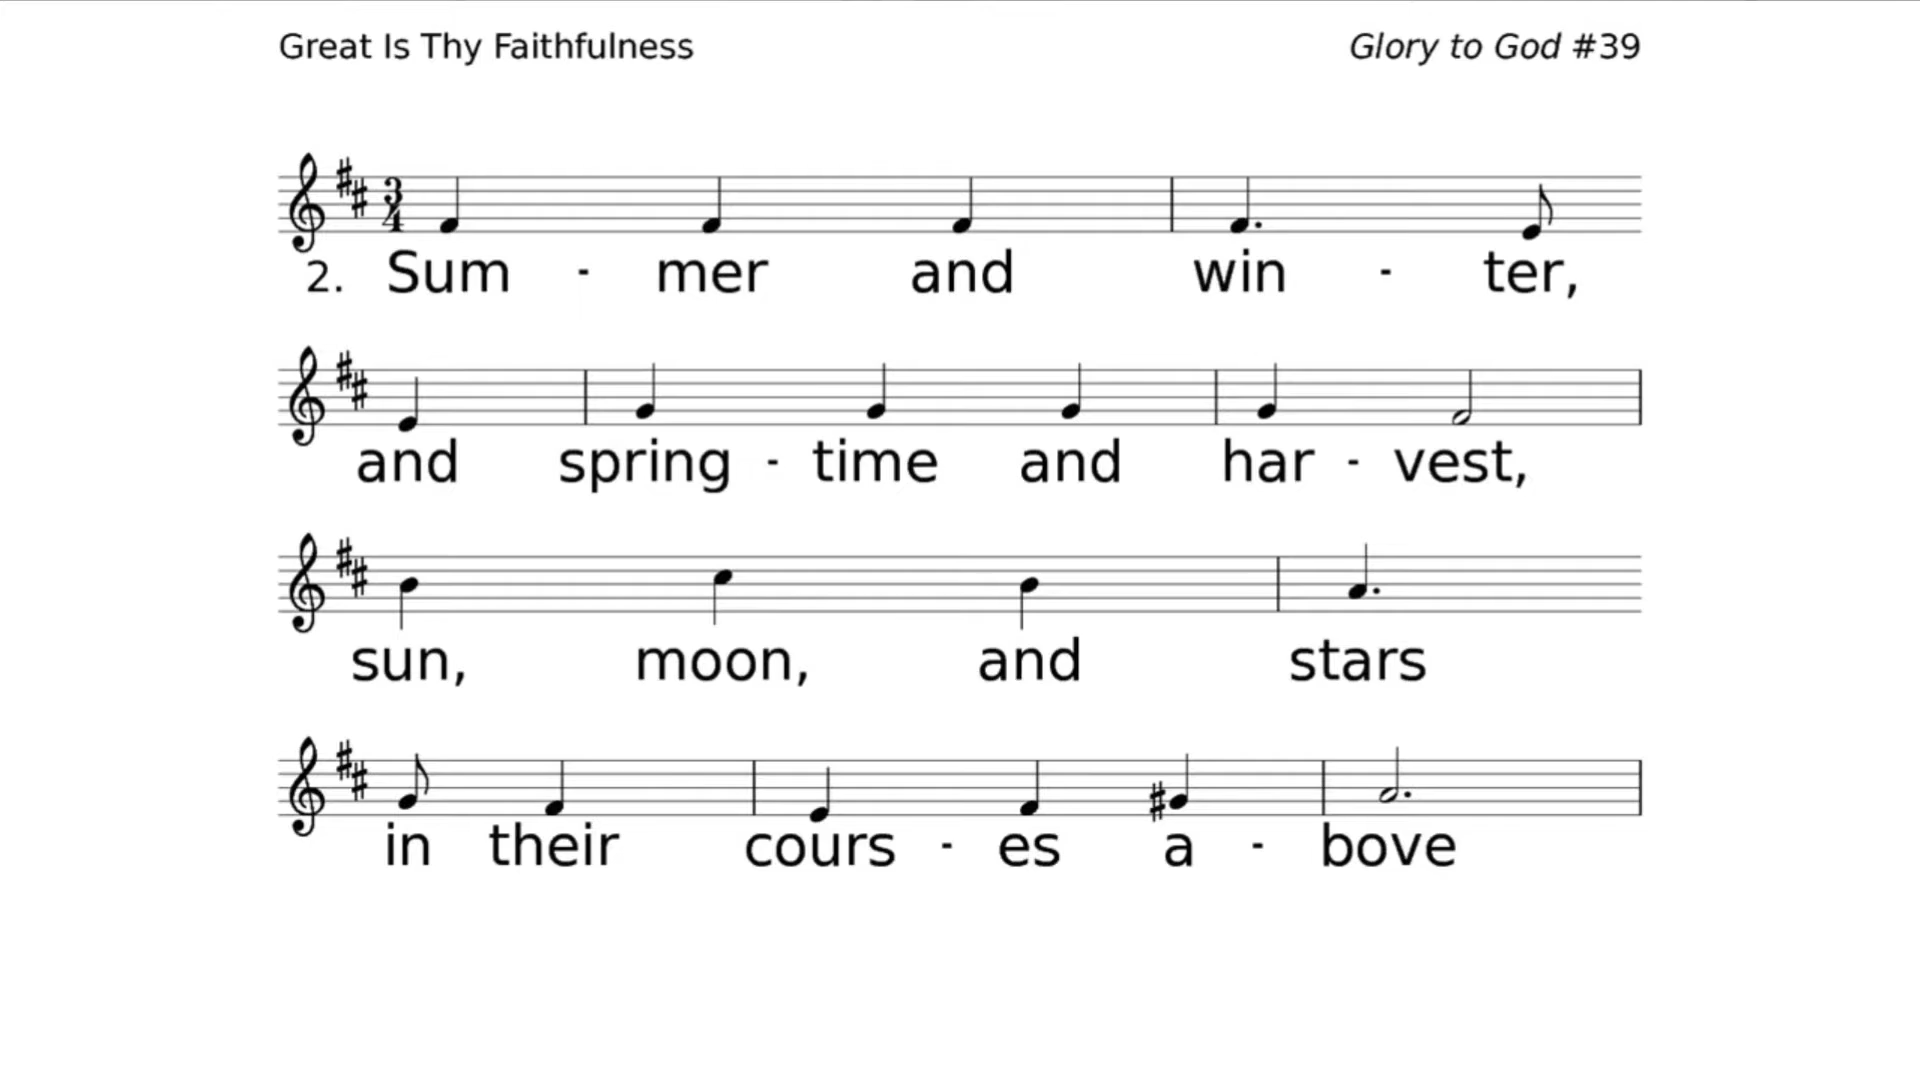 Great Is Thy Faithfulness
Glory to God #39
2. Sum - mer and win - ter,
and spring - time and har - vest,
sun, moon, and stars
in their cours - es a - bove